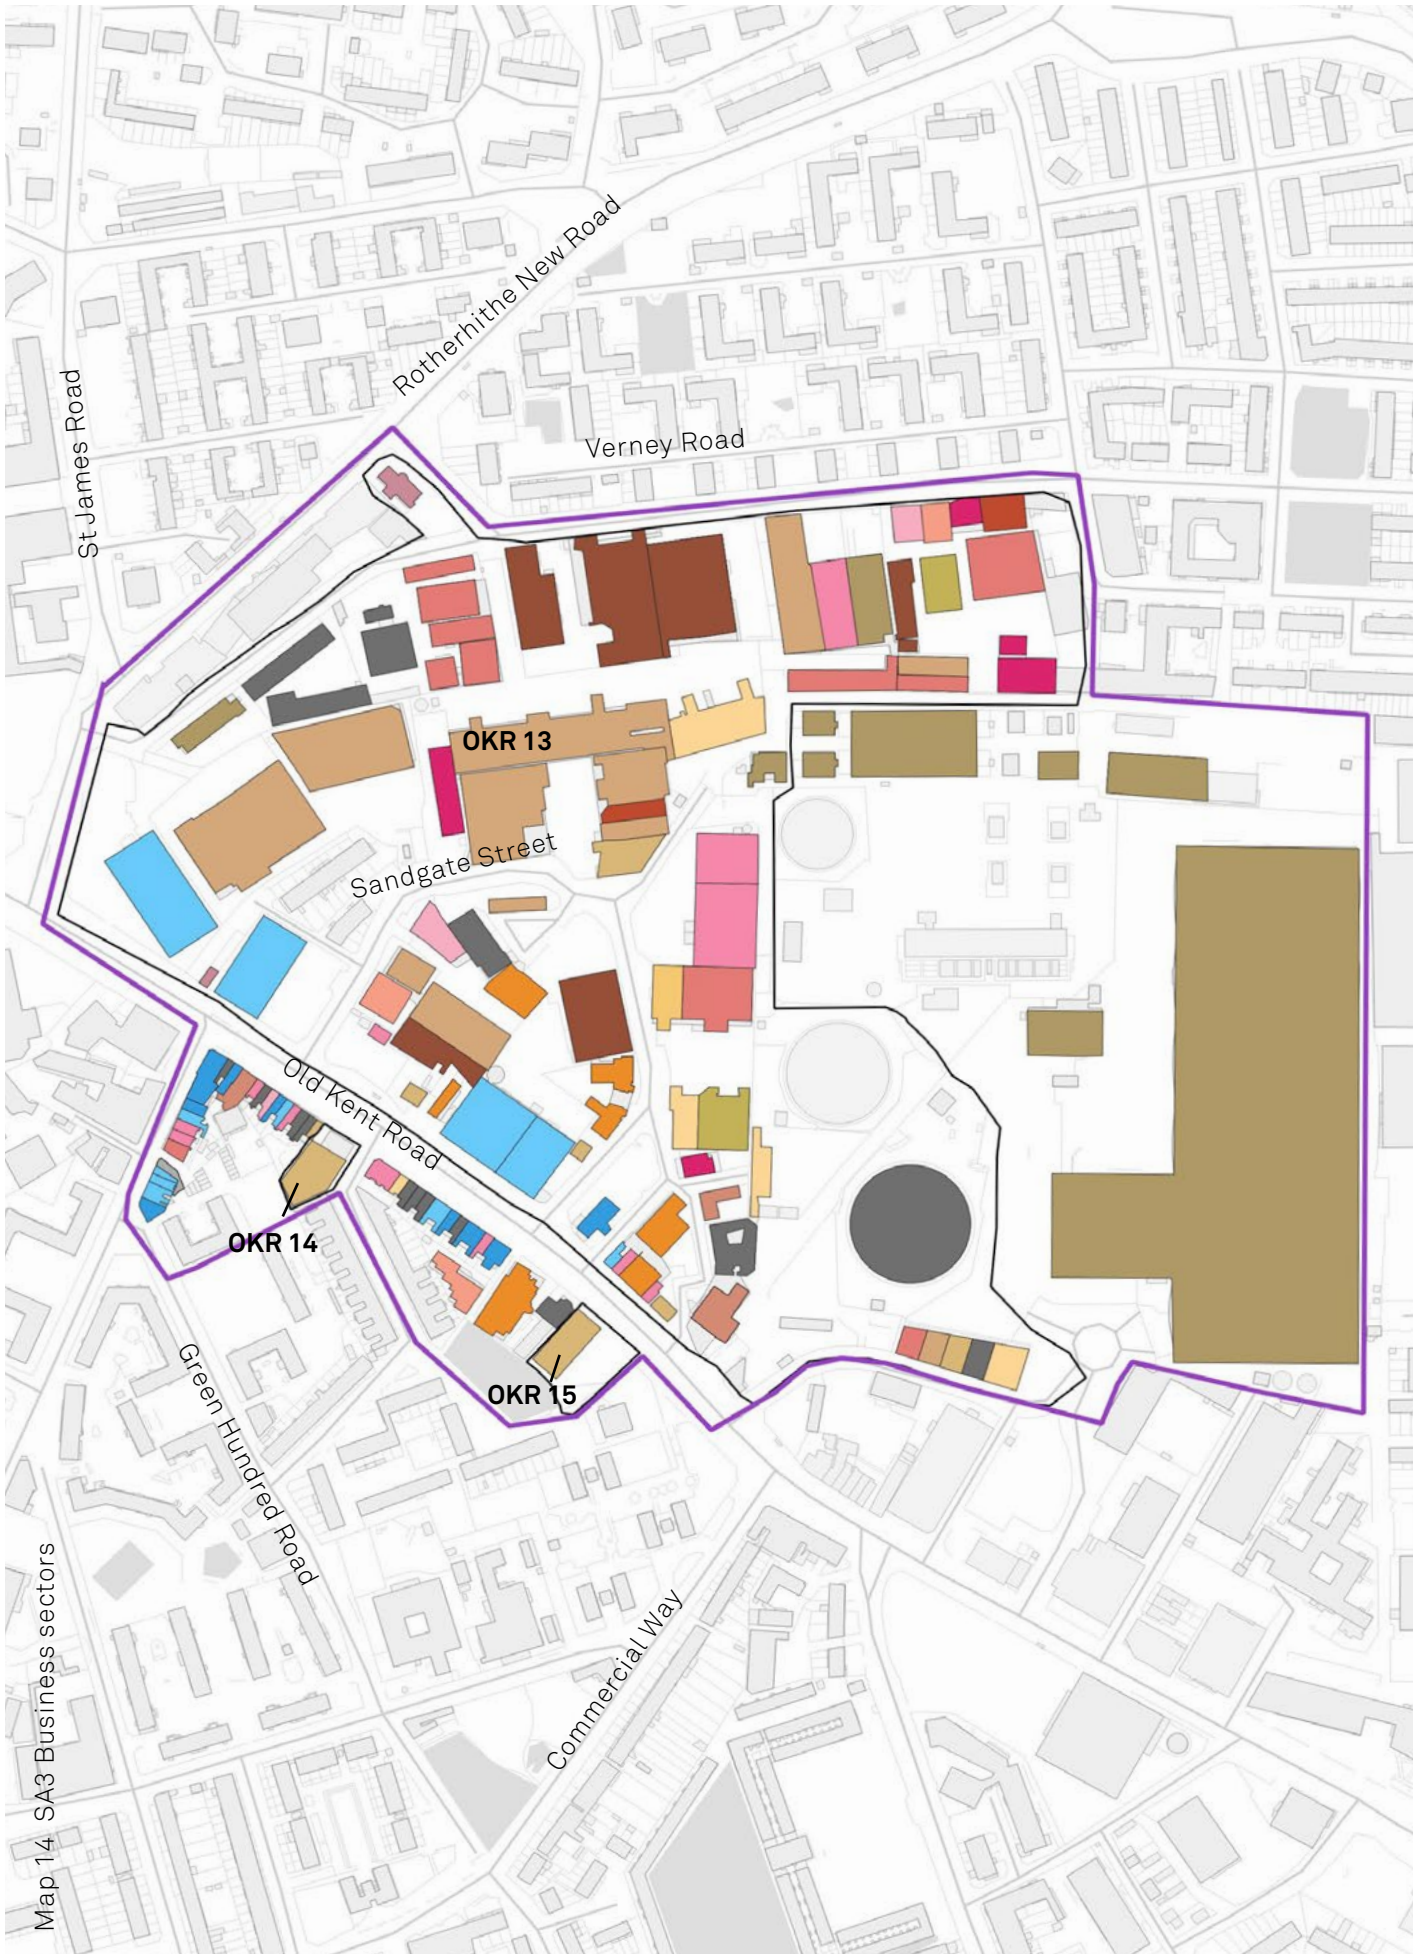 Rotherhithe New Road
St James Road
Verney Road
OKR 13
Sandgate Street
Old Kent Road
OKR 14
OKR 15
Green Hundred Road
Commercial Way
Map 14 SA3 Business sectors